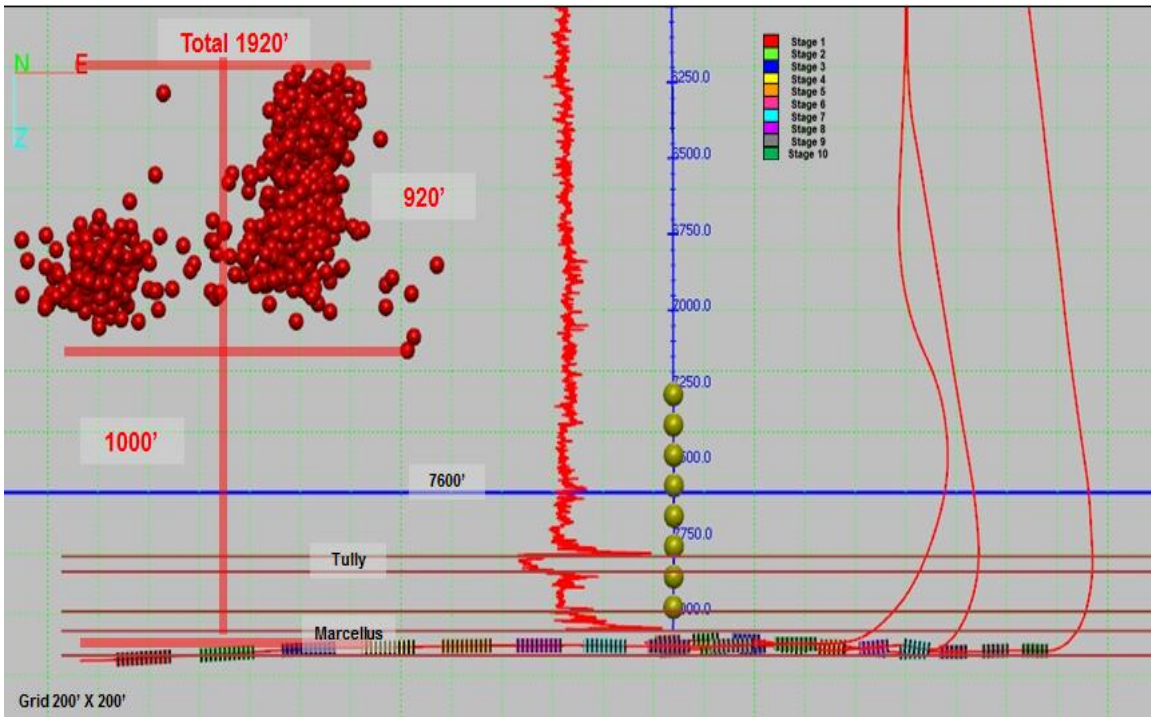 Total 1920'
N E
Z
Stage 1
Stage 2
Stage 3
Stage 4
Stage 5
Stage 6
Stage 7
Stage 8
Stage 9
Stage 10
6250.0
6500.0
920'
6750.0
7000.0
7250.0
1000'
7600'
Tully
Marcellus
Grid 200' X 200'